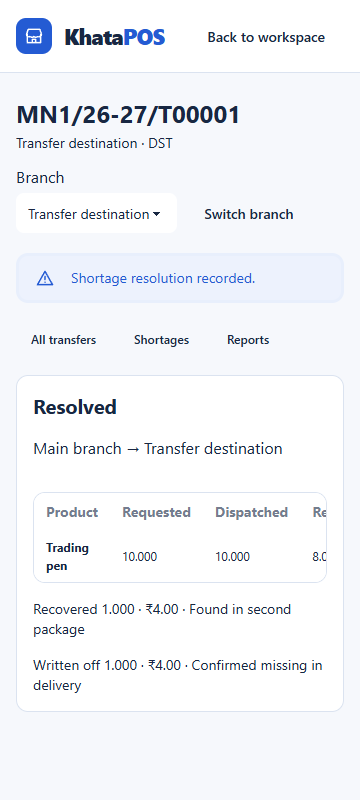 KhataPOS
Back to workspace
MN1/26-27/T00001
Transfer destination · DST
Branch
Transfer destination
Switch branch
Shortage resolution recorded.
All transfers
Shortages
Reports
Resolved
Main branch → Transfer destination
Product Requested Dispatched
Trading
pen
10.000 10.000
Recovered 1.000 · ₹4.00 · Found in second
package
Written off 1.000 · ₹4.00 · Confirmed missing in
delivery